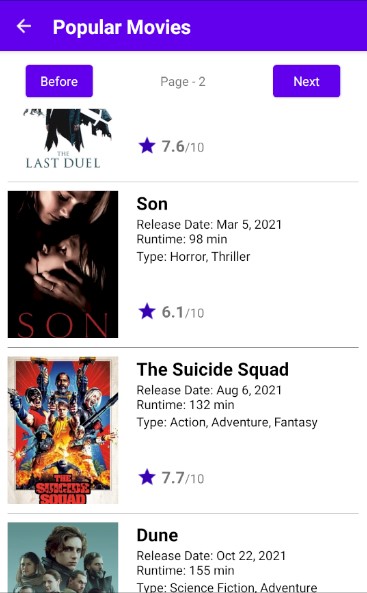 Popular Movies
Before
Page - 2
Next
THE
LAST DUEL
7.6/10
SON
Son
Release Date: Mar 5, 2021
Runtime: 98 min
Type: Horror, Thriller
6.1/10
THE
SUICIDE
SQUAD
The Suicide Squad
Release Date: Aug 6, 2021
Runtime: 132 min
Type: Action, Adventure, Fantasy
7.7/10
Dune
Release Date: Oct 22, 2021
Runtime: 155 min
Type: Science Fiction, Adventure